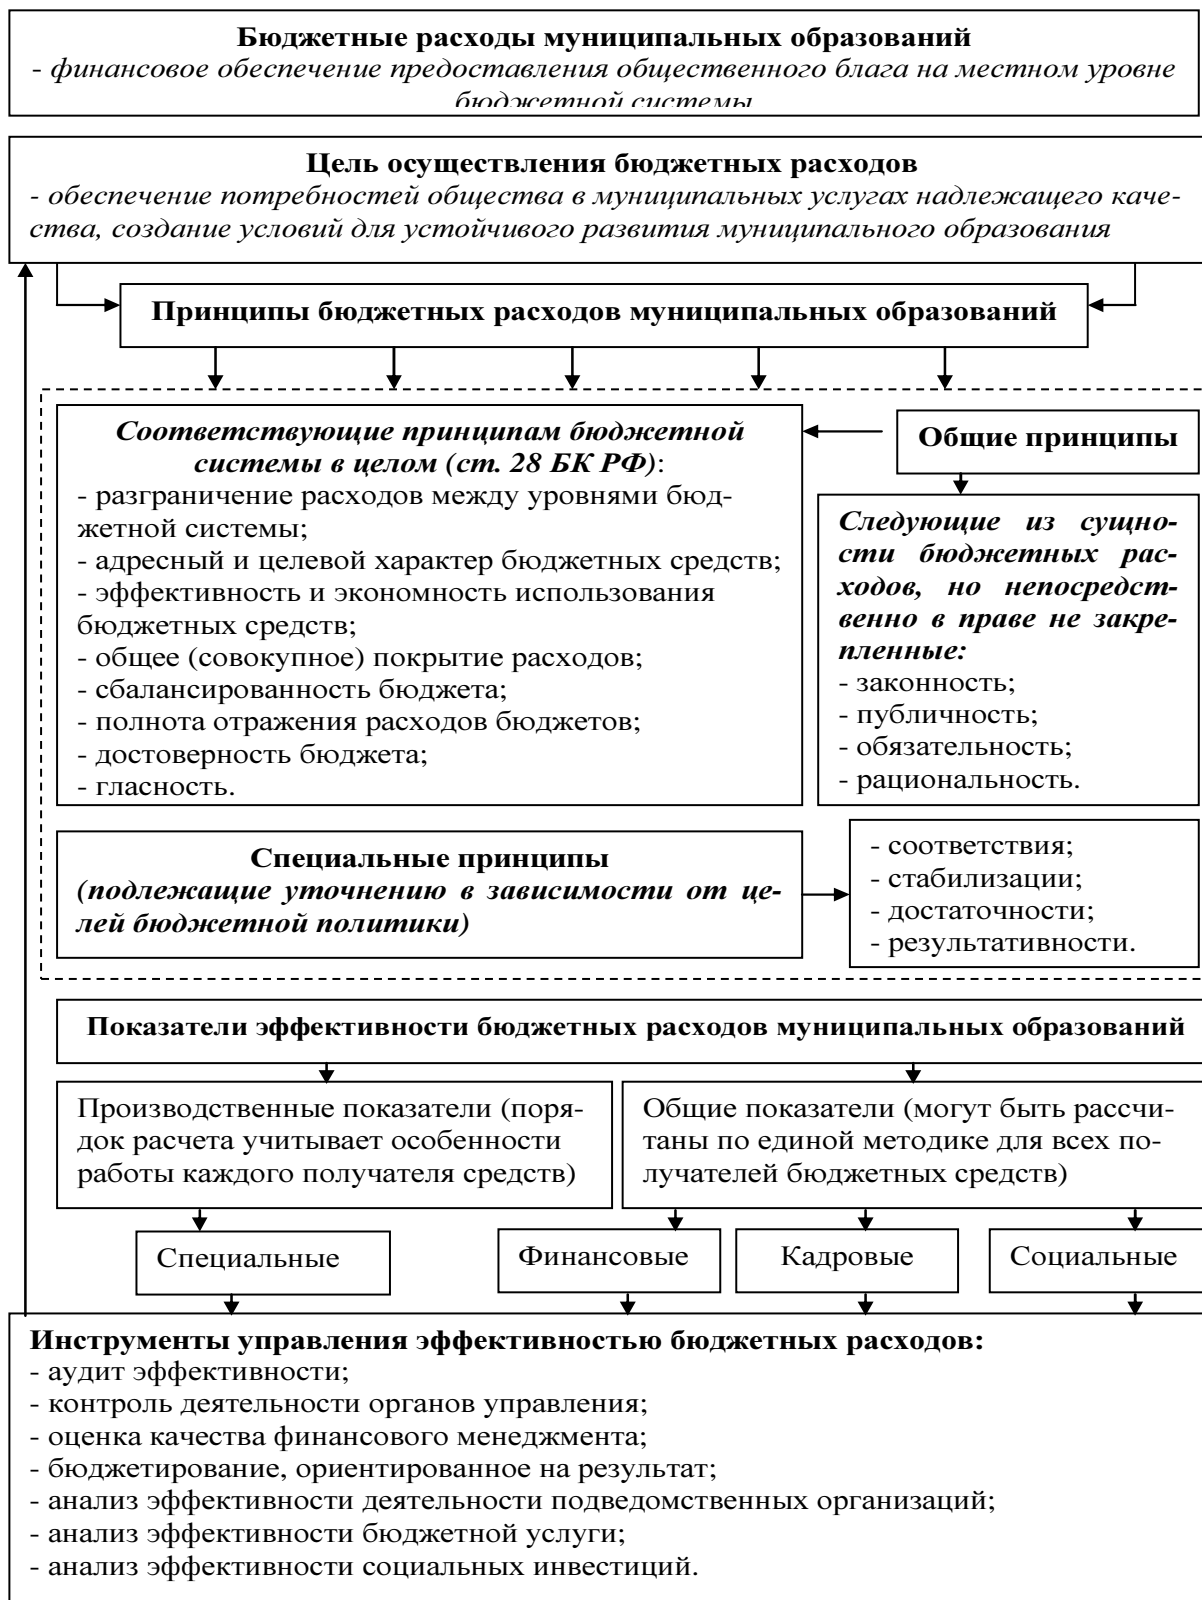 Бюджетные расходы муниципальных образований
- финансовое обеспечение предоставления общественного блага на местном уровне
бюджетной системы
Цель осуществления бюджетных расходов
- обеспечение потребностей общества в муниципальных услугах надлежащего каче-
ства, создание условий для устойчивого развития муниципального образования
Принципы бюджетных расходов муниципальных образований
Соответствующие принципам бюджетной
системы в целом (ст. 28 БК РФ):
- разграничение расходов между уровнями бюд-
жетной системы;
- адресный и целевой характер бюджетных средств;
- эффективность и экономность использования
бюджетных средств;
- общее (совокупное) покрытие расходов;
- сбалансированность бюджета;
- полнота отражения расходов бюджетов;
- достоверность бюджета;
- гласность.
Общие принципы
Следующие из сущно-
сти бюджетных рас-
ходов, но непосредст-
венно в праве не закре-
пленные:
- законность;
- публичность;
- обязательность;
- рациональность.
Специальные принципы
(подлежащие уточнению в зависимости от це-
лей бюджетной политики)
- соответствия;
- стабилизации;
- достаточности;
- результативности.
Показатели эффективности бюджетных расходов муниципальных образований
Производственные показатели (поря-
док расчета учитывает особенности
работы каждого получателя средств)
Общие показатели (могут быть рассчи-
таны по единой методике для всех по-
лучателей бюджетных средств)
Специальные
Финансовые
Кадровые
Социальные
Инструменты управления эффективностью бюджетных расходов:
- аудит эффективности;
- контроль деятельности органов управления;
- оценка качества финансового менеджмента;
- бюджетирование, ориентированное на результат;
- анализ эффективности деятельности подведомственных организаций;
- анализ эффективности бюджетной услуги;
- анализ эффективности социальных инвестиций.